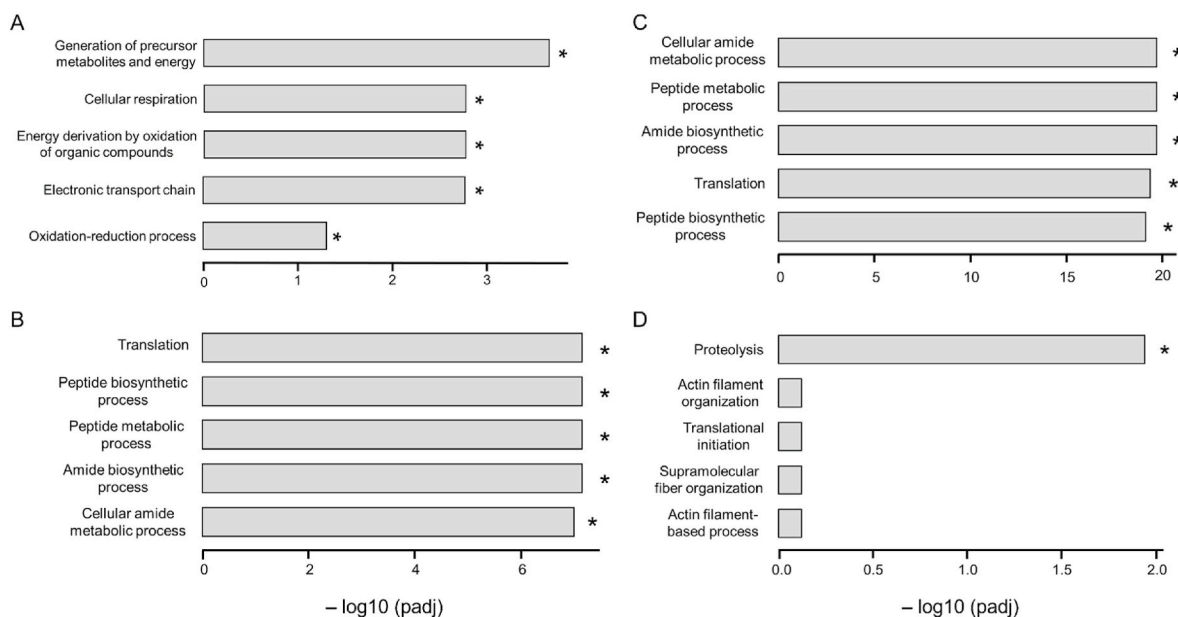 A
Generation of precursor
metabolites and energy
*
Cellular respiration
*
Energy derivation by oxidation
of organic compounds
*
Electronic transport chain
*
Oxidation-reduction process
*
0 1 2 3
B
Translation
*
Peptide biosynthetic
process
*
Peptide metabolic
process
*
Amide biosynthetic
process
*
Cellular amide
metabolic process
*
0 2 4 6
– log10 (padj)
C
Cellular amide
metabolic process
*
Peptide metabolic
process
*
Amide biosynthetic
process
*
Translation
*
Peptide biosynthetic
process
*
0 5 10 15 20
D
Proteolysis
*
Actin filament
organization
Translational
initiation
Supramolecular
fiber organization
Actin filament-
based process
0.0 0.5 1.0 1.5 2.0
– log10 (padj)